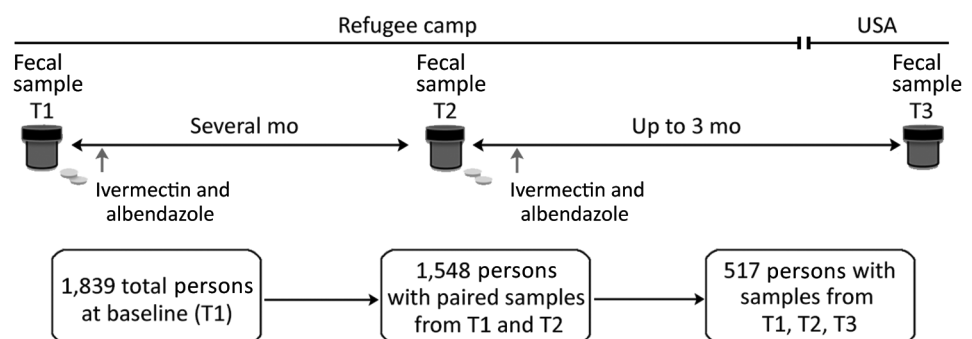 Refugee camp
USA
Fecal
sample
T1
Fecal
sample
T2
Fecal
sample
T3
Several mo
Up to 3 mo
Ivermectin and
albendazole
Ivermectin and
albendazole
1,839 total persons
at baseline (T1)
1,548 persons
with paired samples
from T1 and T2
517 persons with
samples from
T1, T2, T3